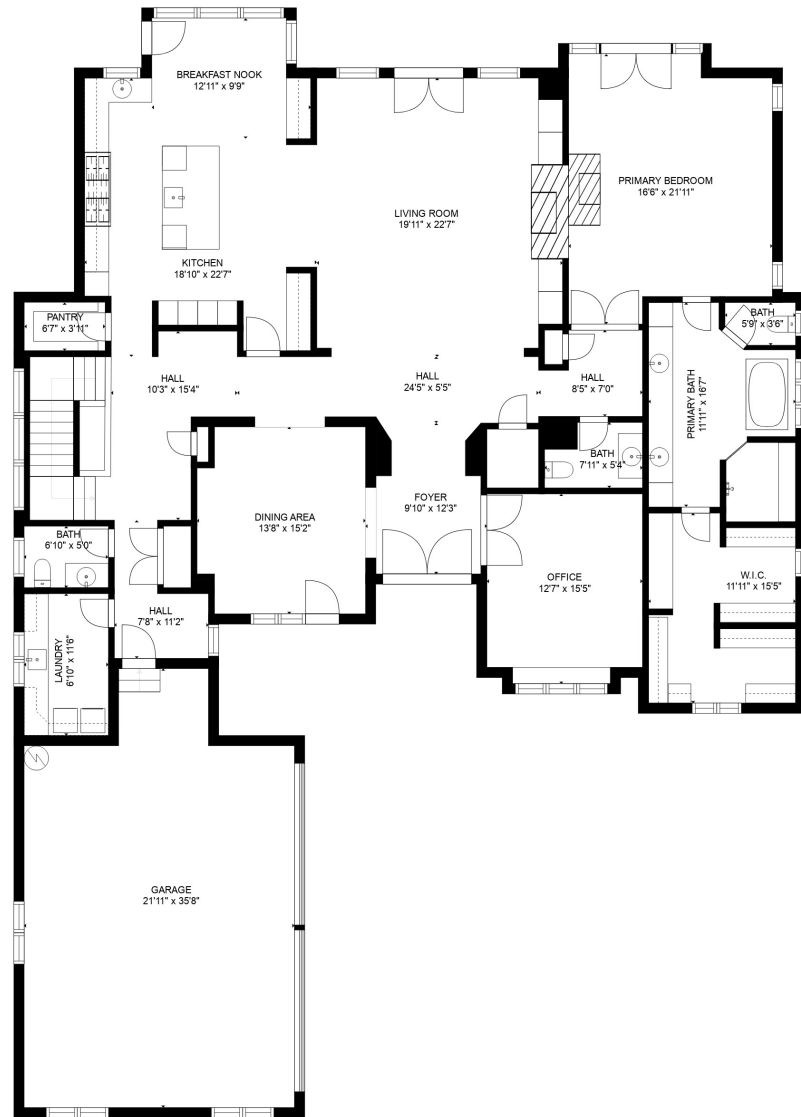 BREAKFAST NOOK
12'11" x 9'9"
PRIMARY BEDROOM
16'6" x 21'11"
LIVING ROOM
19'11" x 22'7"
KITCHEN
18'10" x 22'7"
PANTRY
6'7" x 3'11"
BATH
5'9" x 3'6"
HALL
10'3" x 15'4"
HALL
24'5" x 5'5"
HALL
8'5" x 7'0"
PRIMARY BATH
11'11" x 16'7"
BATH
7'11" x 5'4"
FOYER
9'10" x 12'3"
DINING AREA
13'8" x 15'2"
BATH
6'10" x 5'0"
OFFICE
12'7" x 15'5"
W.I.C.
11'11" x 15'5"
HALL
7'8" x 11'2"
LAUNDRY
6'10" x 11'6"
GARAGE
21'11" x 35'8"